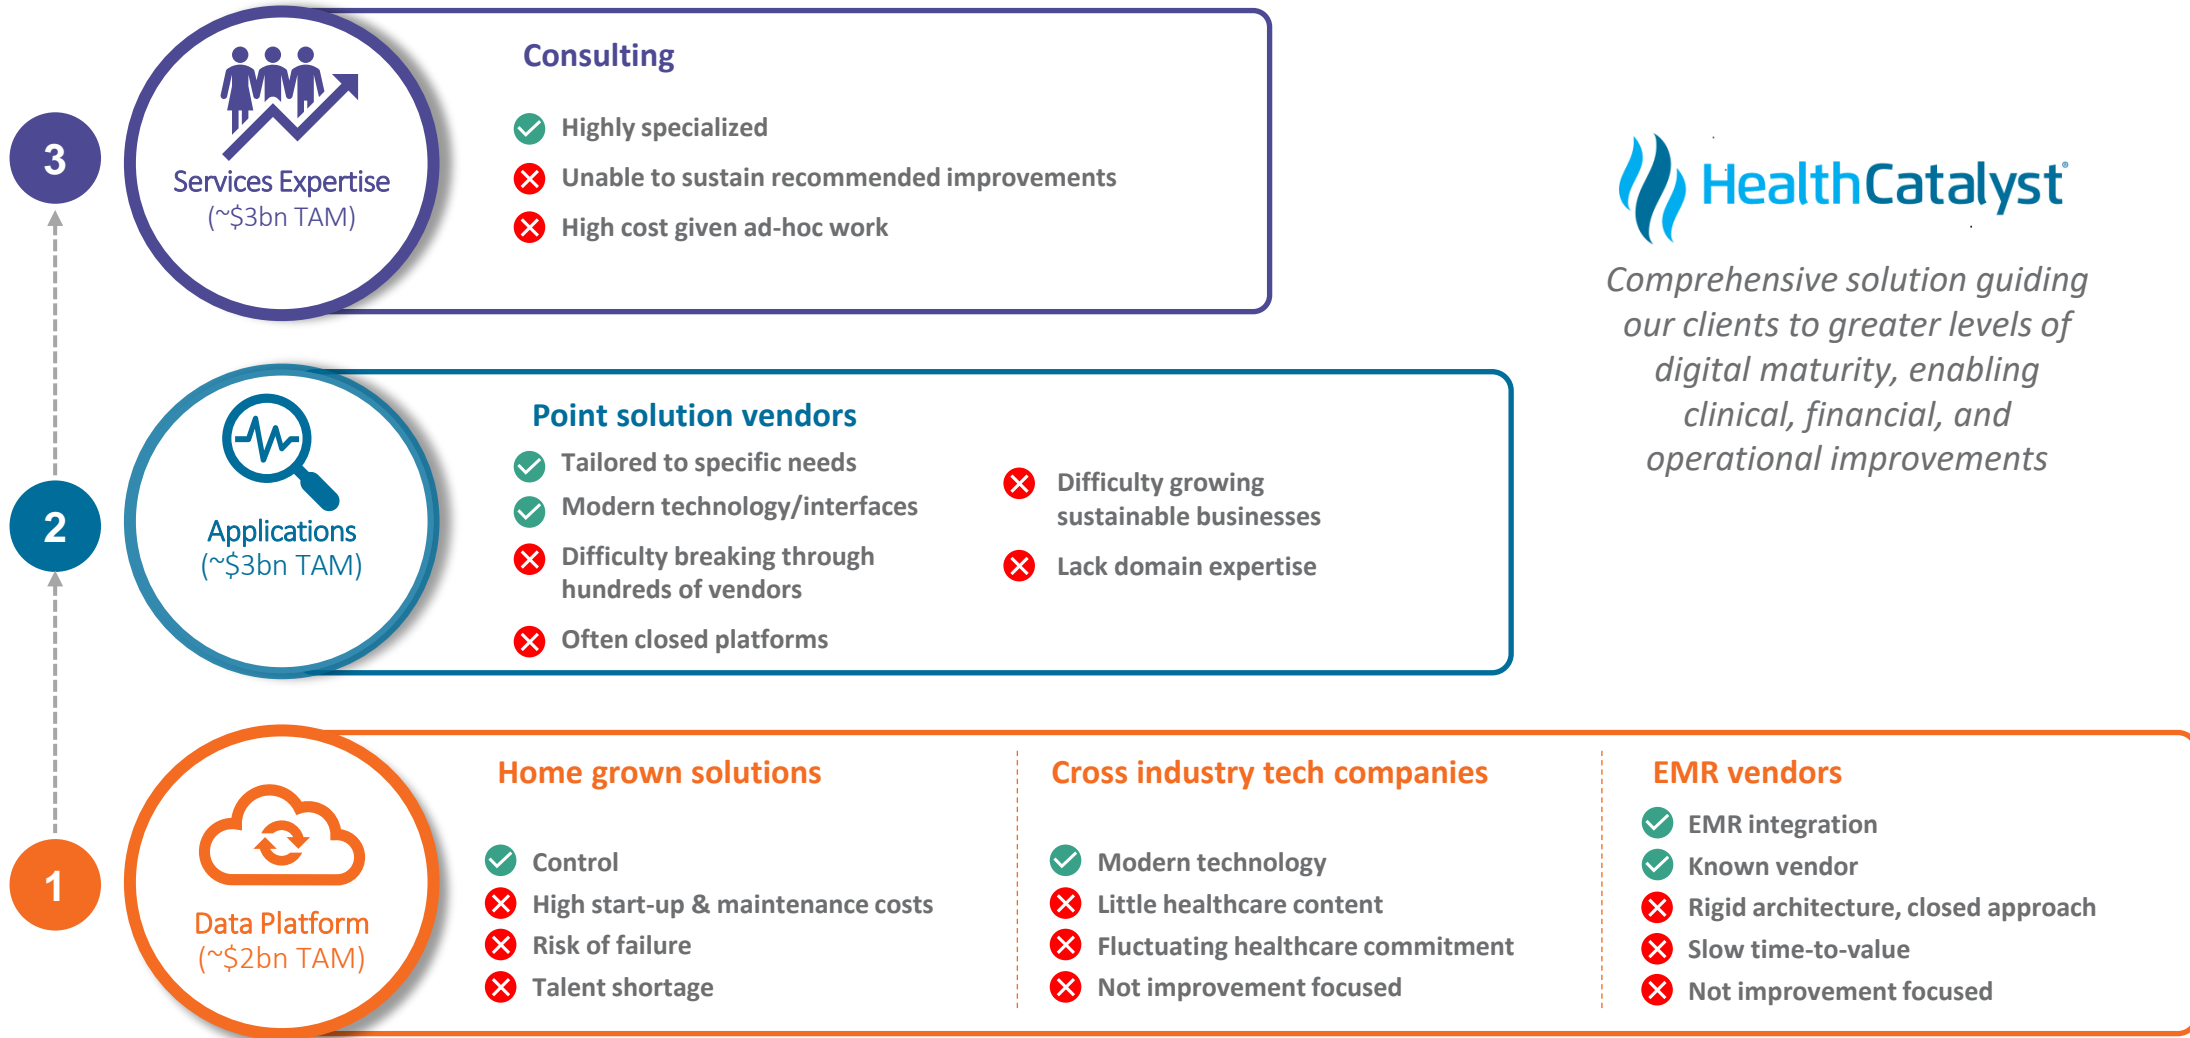 3
Services Expertise
(~$3bn TAM)
Consulting
Highly specialized
Unable to sustain recommended improvements
High cost given ad-hoc work
HealthCatalyst®
Comprehensive solution guiding
our clients to greater levels of
digital maturity, enabling
clinical, financial, and
operational improvements
2
Applications
(~$3bn TAM)
Point solution vendors
Tailored to specific needs
Modern technology/interfaces
Difficulty breaking through
hundreds of vendors
Often closed platforms
Difficulty growing
sustainable businesses
Lack domain expertise
1
Data Platform
(~$2bn TAM)
Home grown solutions
Control
High start-up & maintenance costs
Risk of failure
Talent shortage
Cross industry tech companies
Modern technology
Little healthcare content
Fluctuating healthcare commitment
Not improvement focused
EMR vendors
EMR integration
Known vendor
Rigid architecture, closed approach
Slow time-to-value
Not improvement focused